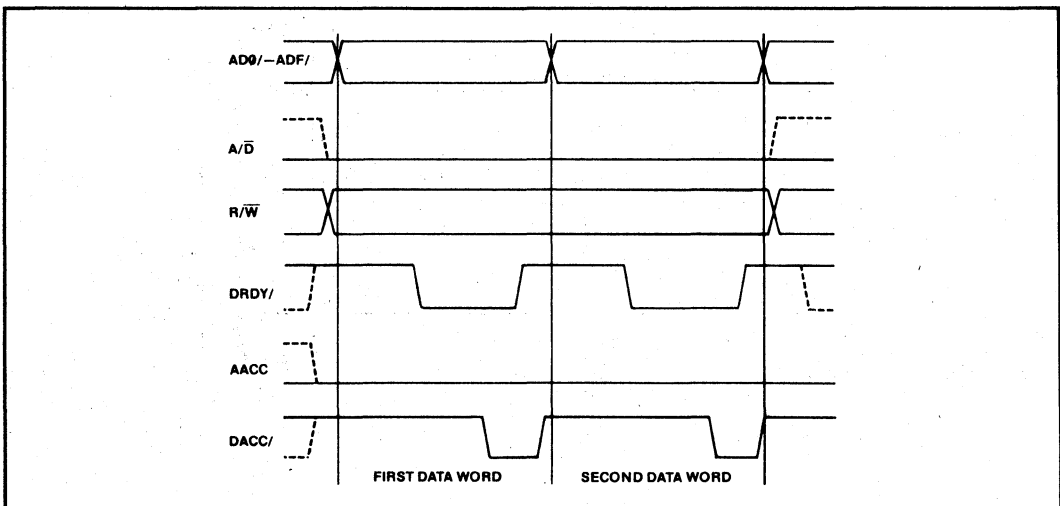 AD0/—ADF/
A/D̅
R/W̅
DRDY/
AACC
DACC/
FIRST DATA WORD SECOND DATA WORD